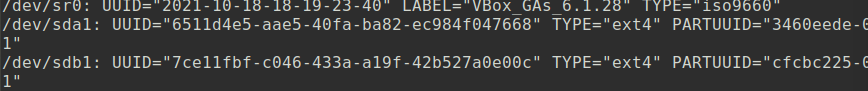 /dev/sr0: UUID="2021-10-18-18-19-23-40" LABEL="VBox_GAs_6.1.28" TYPE="iso9660"
/dev/sda1: UUID="6511d4e5-aae5-40fa-ba82-ec984f047668" TYPE="ext4" PARTUUID="3460eede-0
1"
/dev/sdb1: UUID="7ce11fbf-c046-433a-a19f-42b527a0e00c" TYPE="ext4" PARTUUID="cfcbc225-0
1"